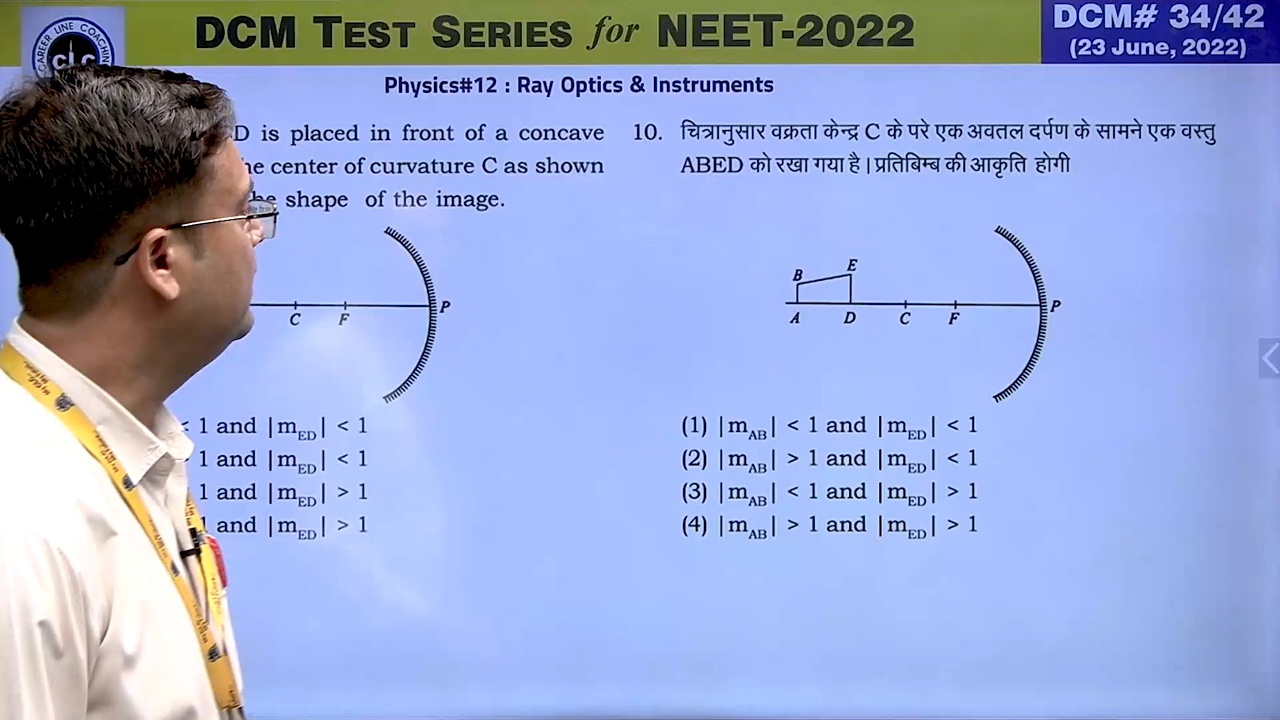 DCM TEST SERIES for NEET-2022
DCM# 34/42
(23 June, 2022)
CAREER LINE COACHING
CLC
Physics#12 : Ray Optics & Instruments
D is placed in front of a concave
center of curvature C as shown
shape of the image.
C F P
< 1 and |m_ED| < 1
1 and |m_ED| < 1
1 and |m_ED| > 1
and |m_ED| > 1
10. चित्रानुसार वक्रता केन्द्र C के परे एक अवतल दर्पण के सामने एक वस्तु
ABED को रखा गया है। प्रतिबिम्ब की आकृति होगी
B E
A D C F P
(1) |m_AB| < 1 and |m_ED| < 1
(2) |m_AB| > 1 and |m_ED| < 1
(3) |m_AB| < 1 and |m_ED| > 1
(4) |m_AB| > 1 and |m_ED| > 1